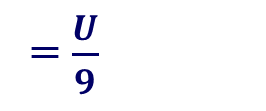 = U/9